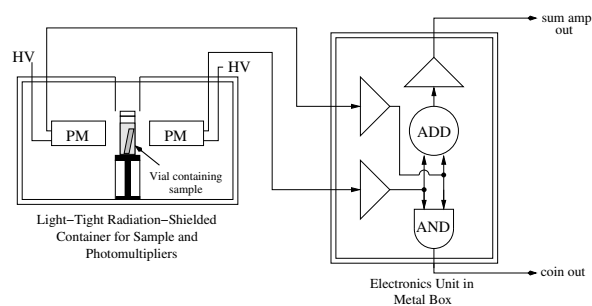 sum amp
out
HV
HV
PM
PM
ADD
Vial containing
sample
AND
Light−Tight Radiation−Shielded
Container for Sample and
Photomultipliers
coin out
Electronics Unit in
Metal Box